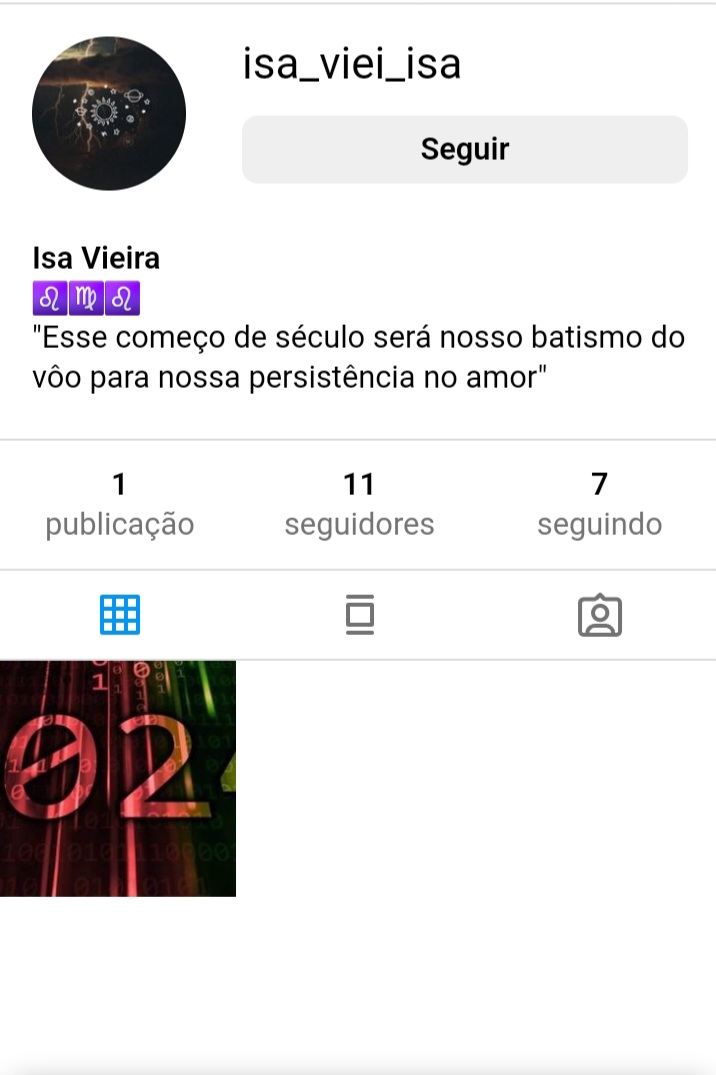 isa_viei_isa
Seguir
Isa Vieira
♌♍♌
"Esse começo de século será nosso batismo do
vôo para nossa persistência no amor"
1 11 7
publicação seguidores seguindo
024